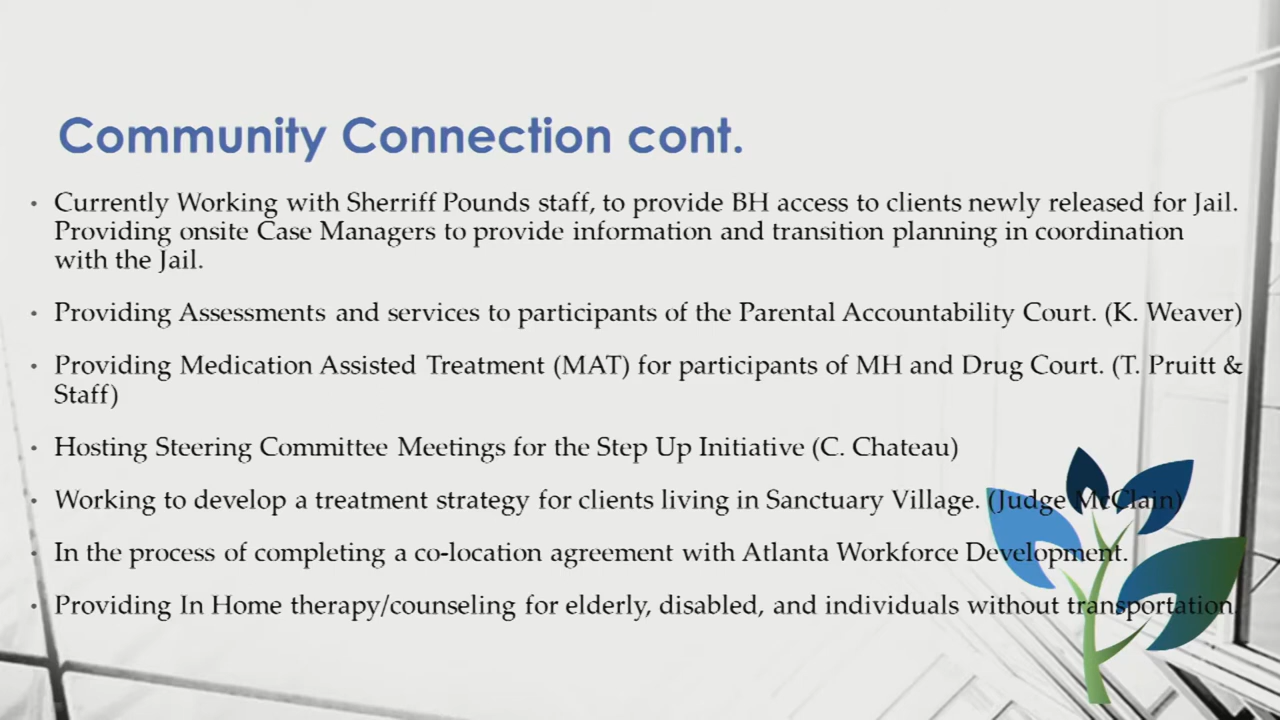 Community Connection cont.
• Currently Working with Sherriff Pounds staff, to provide BH access to clients newly released for Jail.
Providing onsite Case Managers to provide information and transition planning in coordination
with the Jail.
• Providing Assessments and services to participants of the Parental Accountability Court. (K. Weaver)
• Providing Medication Assisted Treatment (MAT) for participants of MH and Drug Court. (T. Pruitt &
Staff)
• Hosting Steering Committee Meetings for the Step Up Initiative (C. Chateau)
• Working to develop a treatment strategy for clients living in Sanctuary Village. (Judge McClain)
• In the process of completing a co-location agreement with Atlanta Workforce Development.
• Providing In Home therapy/counseling for elderly, disabled, and individuals without transportation.